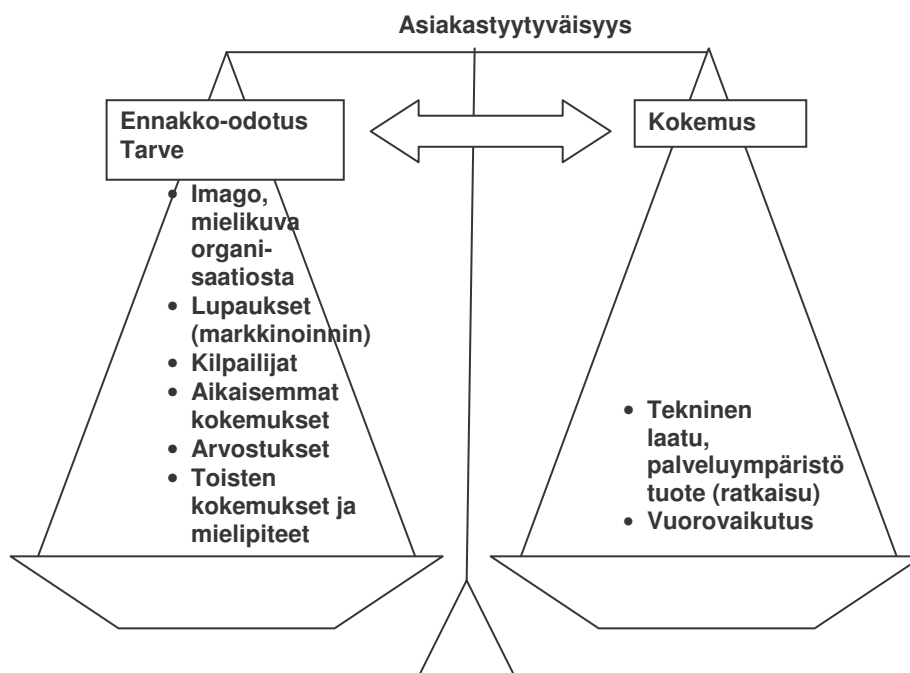 Asiakastyytyväisyys
Ennakko-odotus
Tarve
• Imago,
mielikuva
organi-
saatiosta
• Lupaukset
(markkinoinnin)
• Kilpailijat
• Aikaisemmat
kokemukset
• Arvostukset
• Toisten
kokemukset ja
mielipiteet
Kokemus
• Tekninen
laatu,
palveluympäristö
tuote (ratkaisu)
• Vuorovaikutus